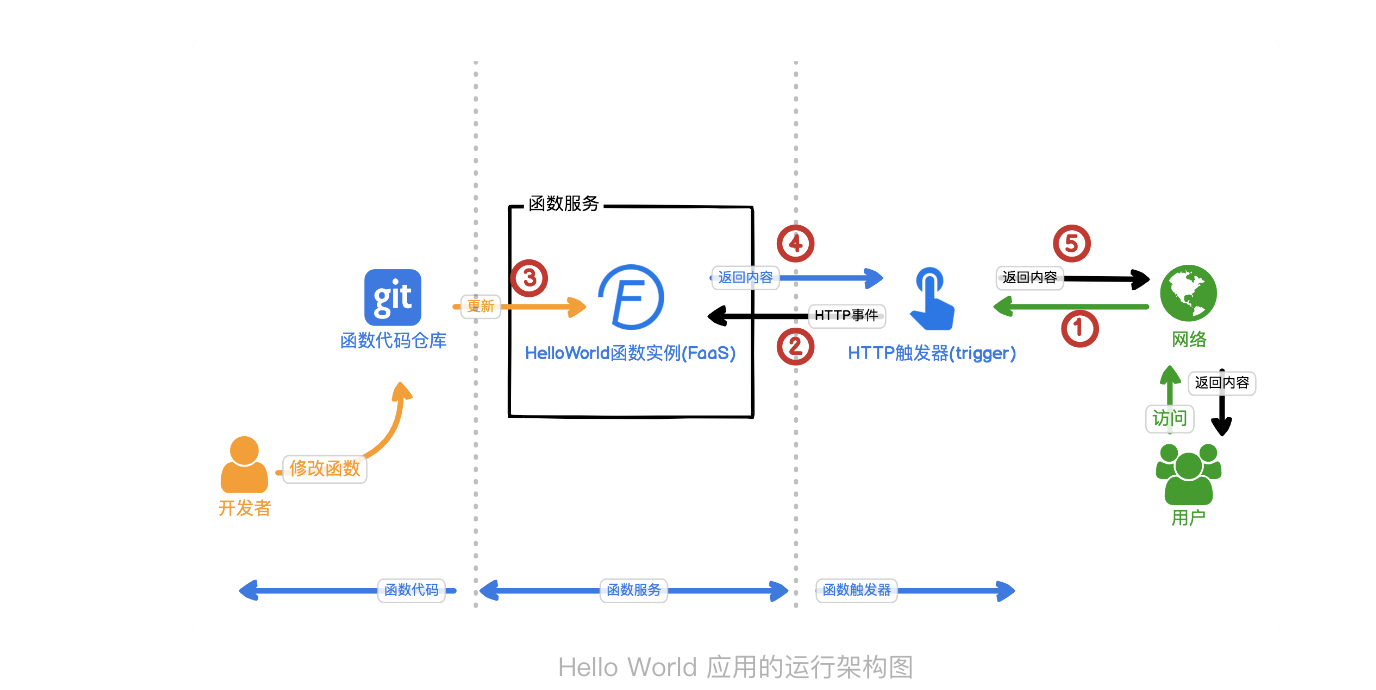 函数服务
④
⑤
③
返回内容
返回内容
git
更新
HTTP事件
①
②
函数代码仓库
HelloWorld函数实例(FaaS)
HTTP触发器(trigger)
网络
返回内容
访问
修改函数
开发者
用户
函数代码
函数服务
函数触发器
Hello World 应用的运行架构图